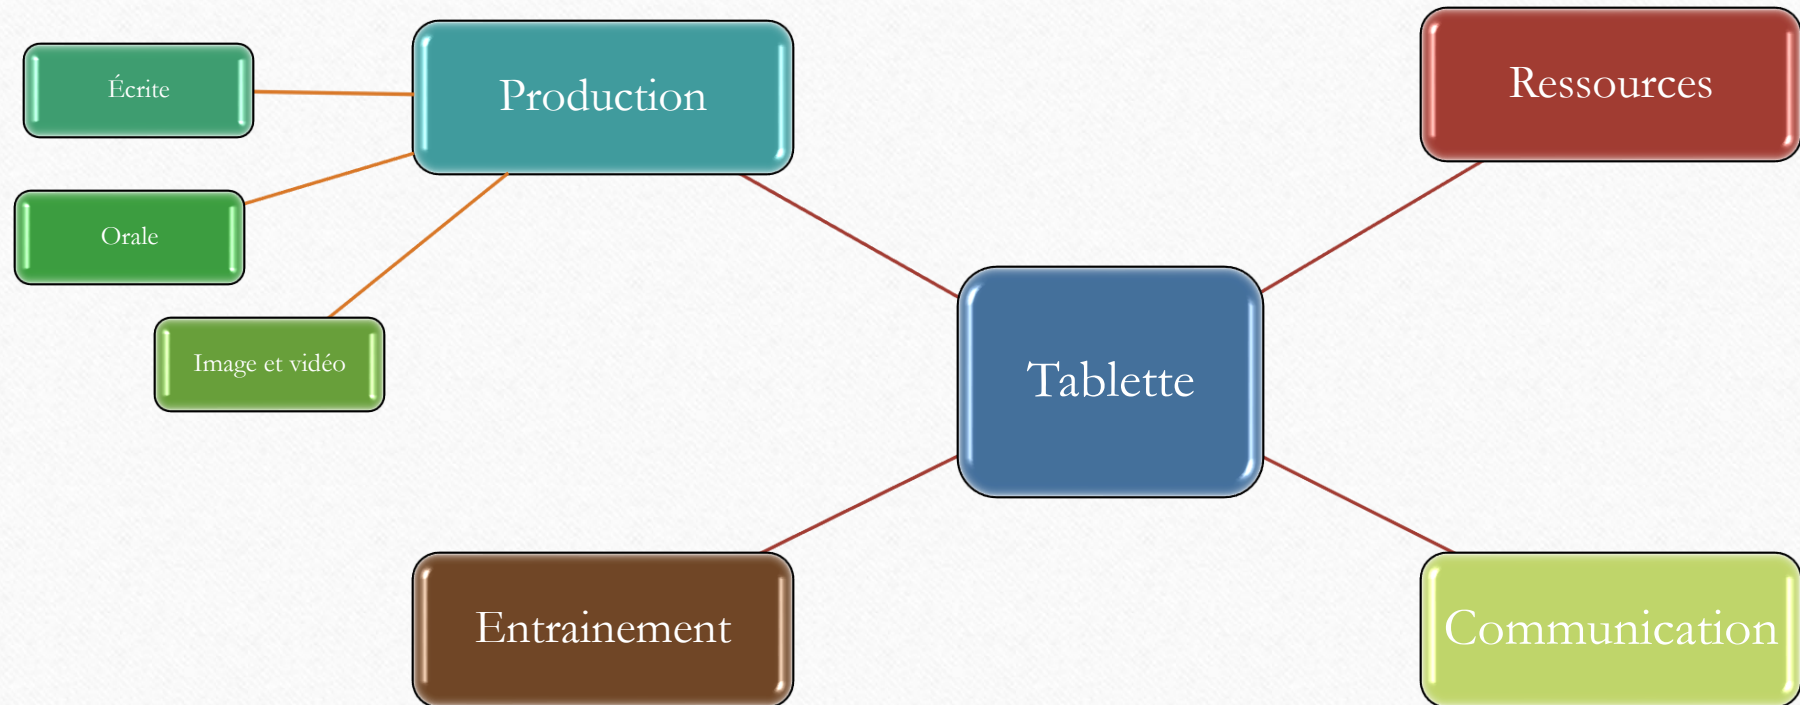 Écrite
Production
Ressources
Orale
Image et vidéo
Tablette
Entrainement
Communication